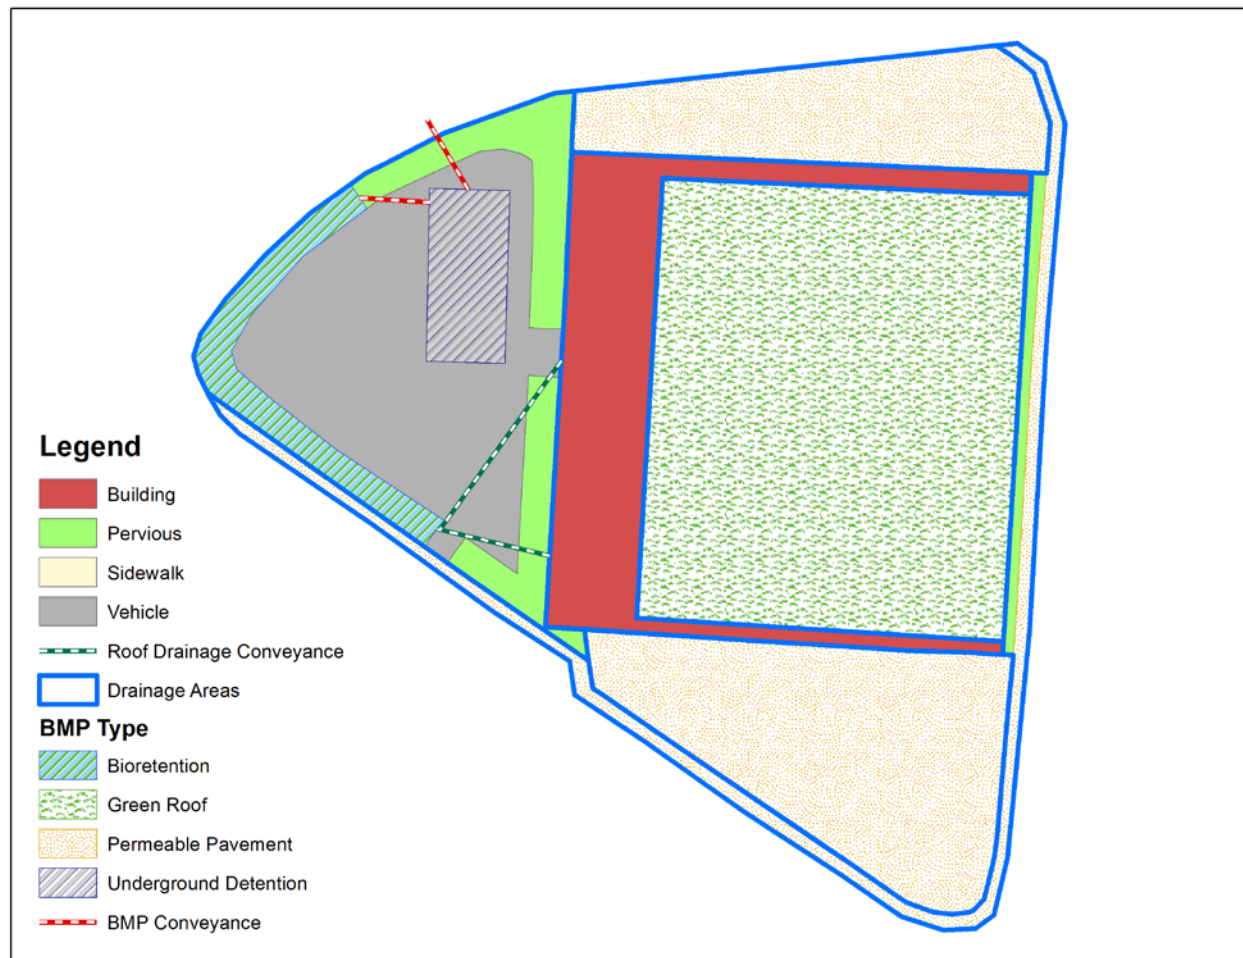 Legend
Building
Pervious
Sidewalk
Vehicle
Roof Drainage Conveyance
Drainage Areas
BMP Type
Bioretention
Green Roof
Permeable Pavement
Underground Detention
BMP Conveyance